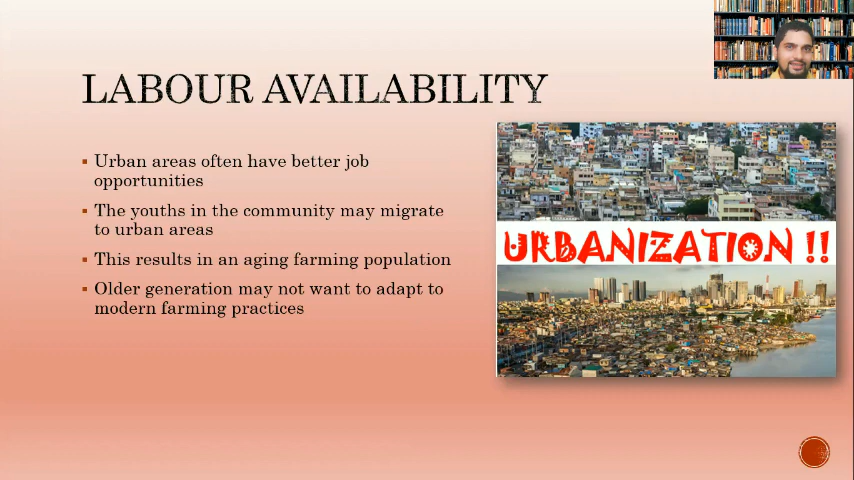 LABOUR AVAILABILITY
Urban areas often have better job
opportunities
The youths in the community may migrate
to urban areas
This results in an aging farming population
Older generation may not want to adapt to
modern farming practices
URBANIZATION !!